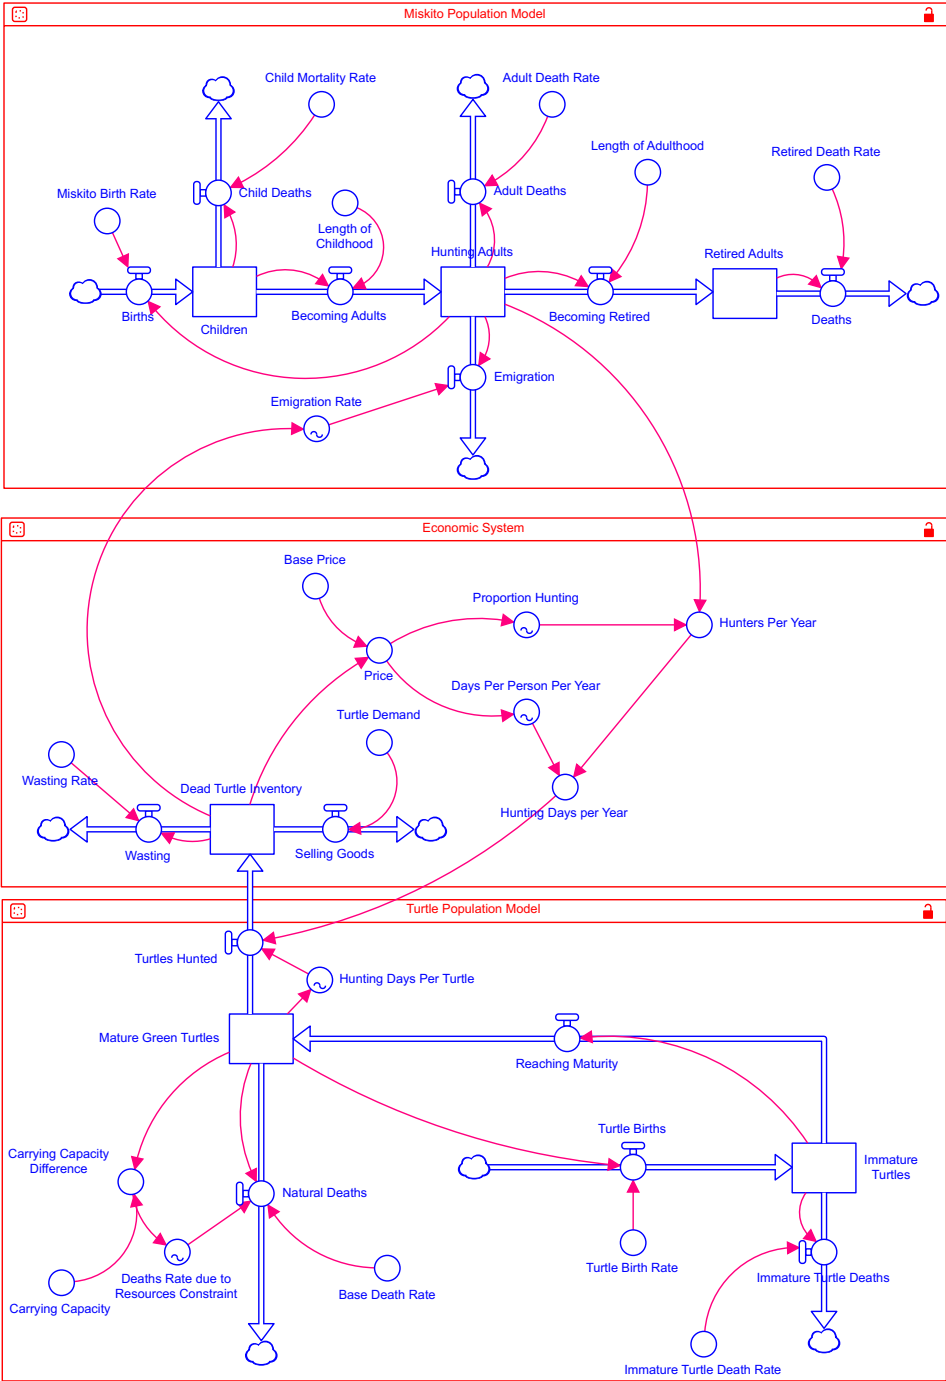 Miskito Population Model
Child Mortality Rate
Adult Death Rate
Length of Adulthood
Retired Death Rate
Miskito Birth Rate
Child Deaths
Adult Deaths
Length of
Childhood
Hunting Adults
Retired Adults
Births
Children
Becoming Adults
Becoming Retired
Deaths
Emigration
Emigration Rate
Economic System
Base Price
Proportion Hunting
Hunters Per Year
Price
Days Per Person Per Year
Turtle Demand
Wasting Rate
Dead Turtle Inventory
Hunting Days per Year
Wasting
Selling Goods
Turtle Population Model
Turtles Hunted
Hunting Days Per Turtle
Mature Green Turtles
Reaching Maturity
Turtle Births
Carrying Capacity
Difference
Immature
Turtles
Natural Deaths
Turtle Birth Rate
Immature Turtle Deaths
Deaths Rate due to
Resources Constraint
Base Death Rate
Carrying Capacity
Immature Turtle Death Rate